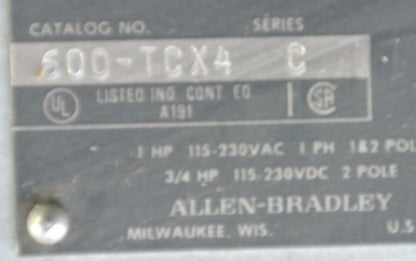 CATALOG NO. SERIES
600-TCX4 C
UL LISTED IND. CONT. EQ. SA
A191
1 HP 115-230VAC 1 PH 1&2 POL
3/4 HP 115-230VDC 2 POLE
ALLEN-BRADLEY
MILWAUKEE, WIS. U.S